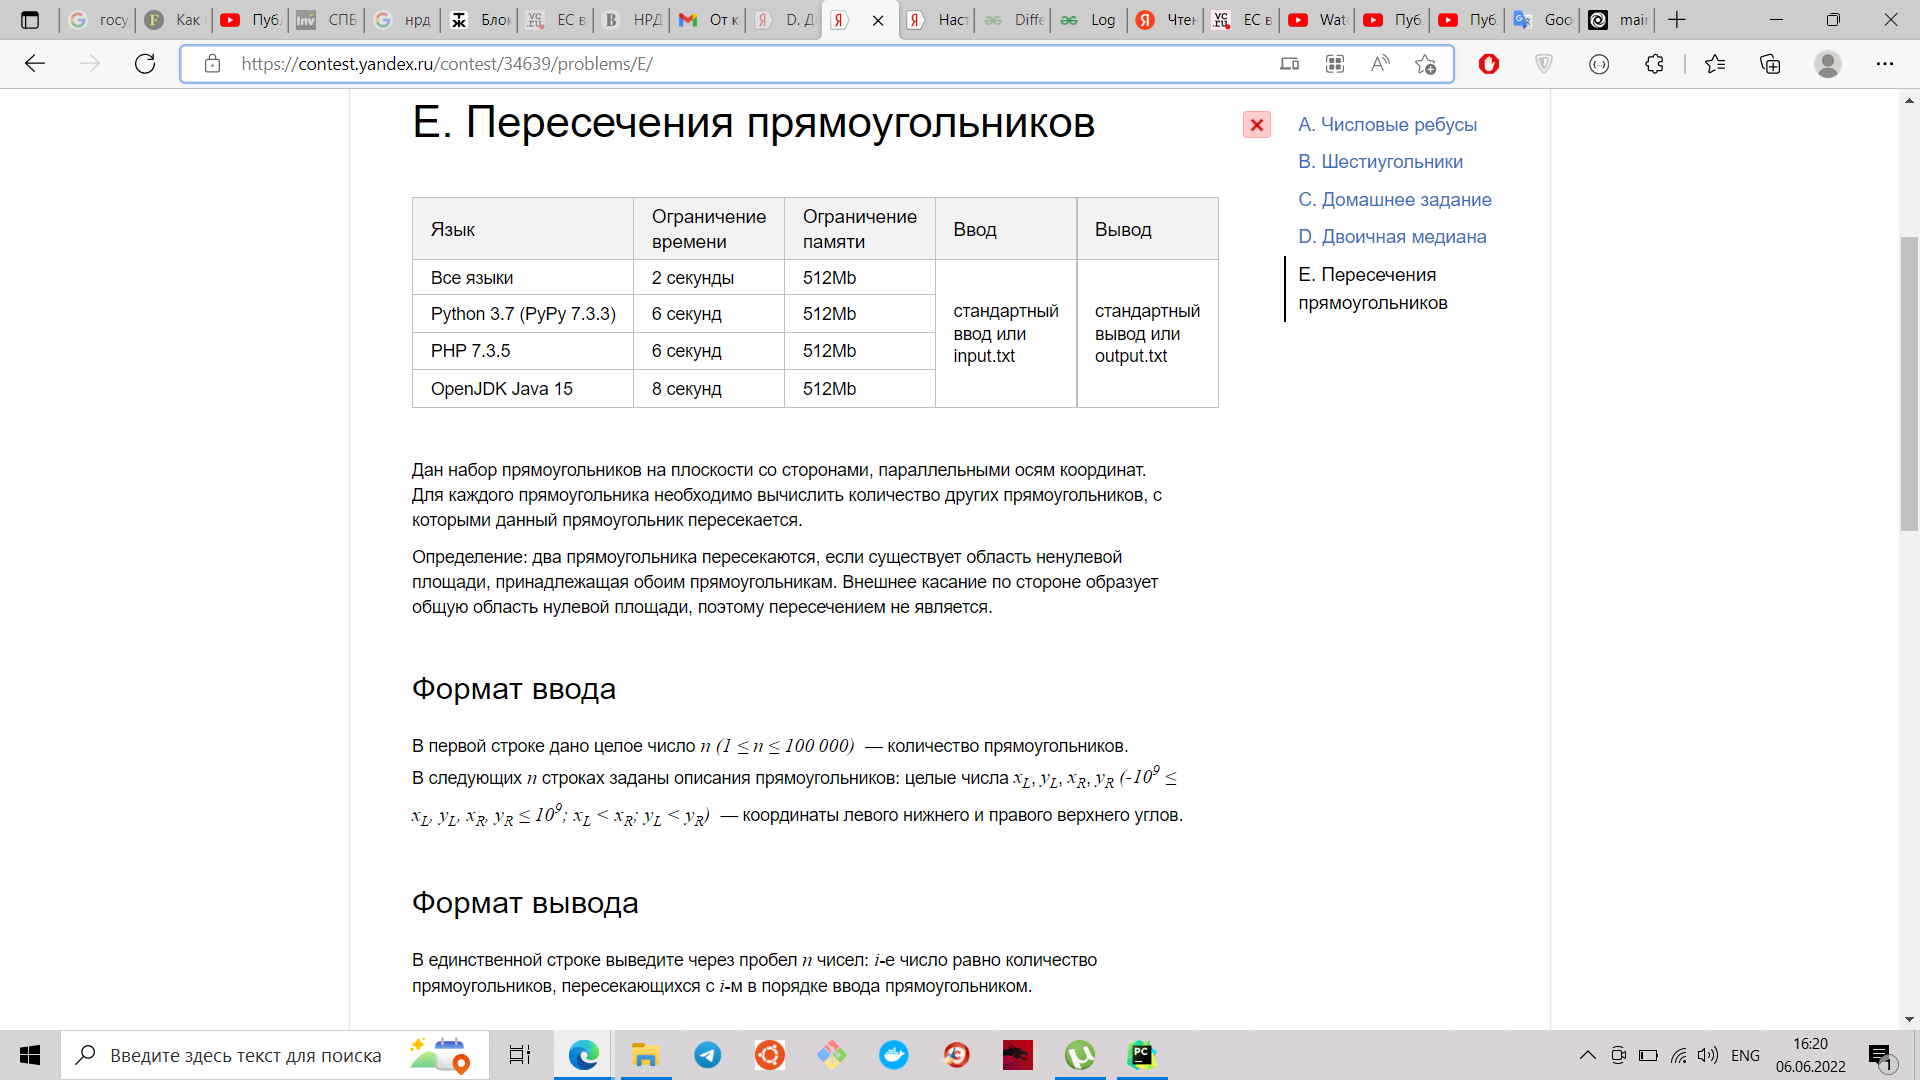 госу
Как
Публ
СПБ
нрд
Блок
ЕС в
НРД
От к
D. Д
Наст
Diffe
Log
Чтен
ЕС в
Wat
Пуб
Пуб
Goo
main
https://contest.yandex.ru/contest/34639/problems/E/
E. Пересечения прямоугольников
Язык Ограничение времени Ограничение памяти Ввод Вывод
Все языки 2 секунды 512Mb стандартный ввод или input.txt стандартный вывод или output.txt
Python 3.7 (PyPy 7.3.3) 6 секунд 512Mb
PHP 7.3.5 6 секунд 512Mb
OpenJDK Java 15 8 секунд 512Mb
Дан набор прямоугольников на плоскости со сторонами, параллельными осям координат.
Для каждого прямоугольника необходимо вычислить количество других прямоугольников, с
которыми данный прямоугольник пересекается.
Определение: два прямоугольника пересекаются, если существует область ненулевой
площади, принадлежащая обоим прямоугольникам. Внешнее касание по стороне образует
общую область нулевой площади, поэтому пересечением не является.
Формат ввода
В первой строке дано целое число n (1 ≤ n ≤ 100 000) — количество прямоугольников.
В следующих n строках заданы описания прямоугольников: целые числа x_L, y_L, x_R, y_R (-10^9 ≤
x_L, y_L, x_R, y_R ≤ 10^9; x_L < x_R; y_L < y_R) — координаты левого нижнего и правого верхнего углов.
Формат вывода
В единственной строке выведите через пробел n чисел: i-е число равно количество
прямоугольников, пересекающихся с i-м в порядке ввода прямоугольником.
A. Числовые ребусы
B. Шестиугольники
C. Домашнее задание
D. Двоичная медиана
E. Пересечения
прямоугольников
Введите здесь текст для поиска
ENG
16:20
06.06.2022
1